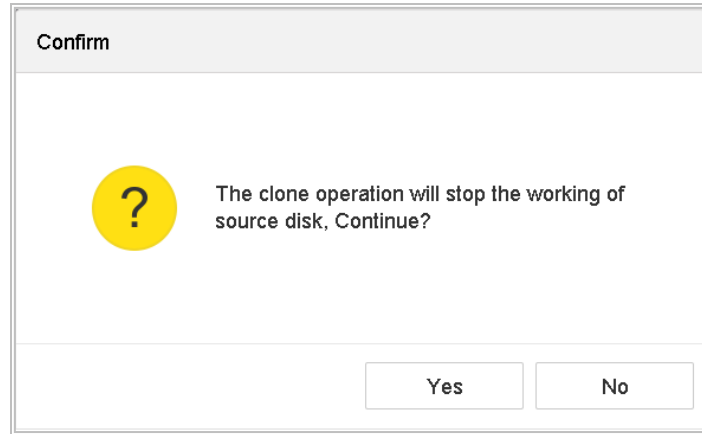 Confirm
?
The clone operation will stop the working of
source disk, Continue?
Yes No